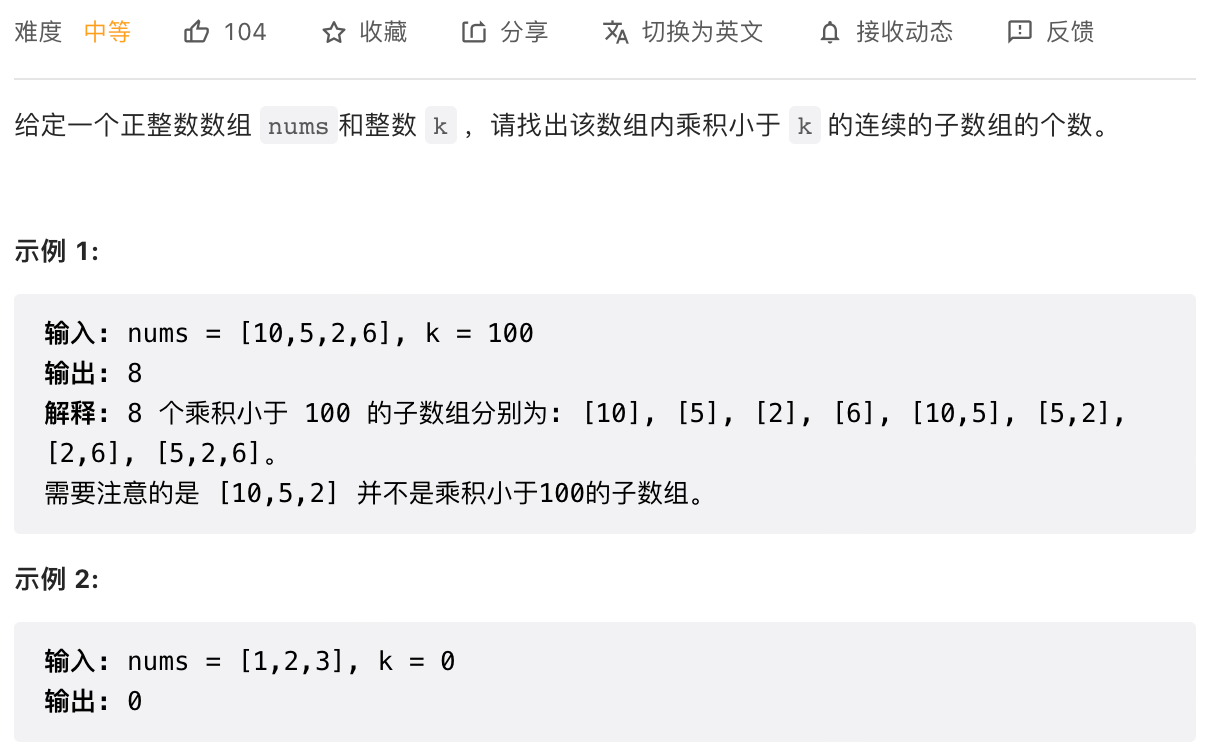 难度 中等 104 收藏 分享 切换为英文 接收动态 反馈
给定一个正整数数组 nums 和整数 k ，请找出该数组内乘积小于 k 的连续的子数组的个数。
示例 1:
输入: nums = [10,5,2,6], k = 100
输出: 8
解释: 8 个乘积小于 100 的子数组分别为: [10], [5], [2], [6], [10,5], [5,2],
[2,6], [5,2,6]。
需要注意的是 [10,5,2] 并不是乘积小于100的子数组。
示例 2:
输入: nums = [1,2,3], k = 0
输出: 0